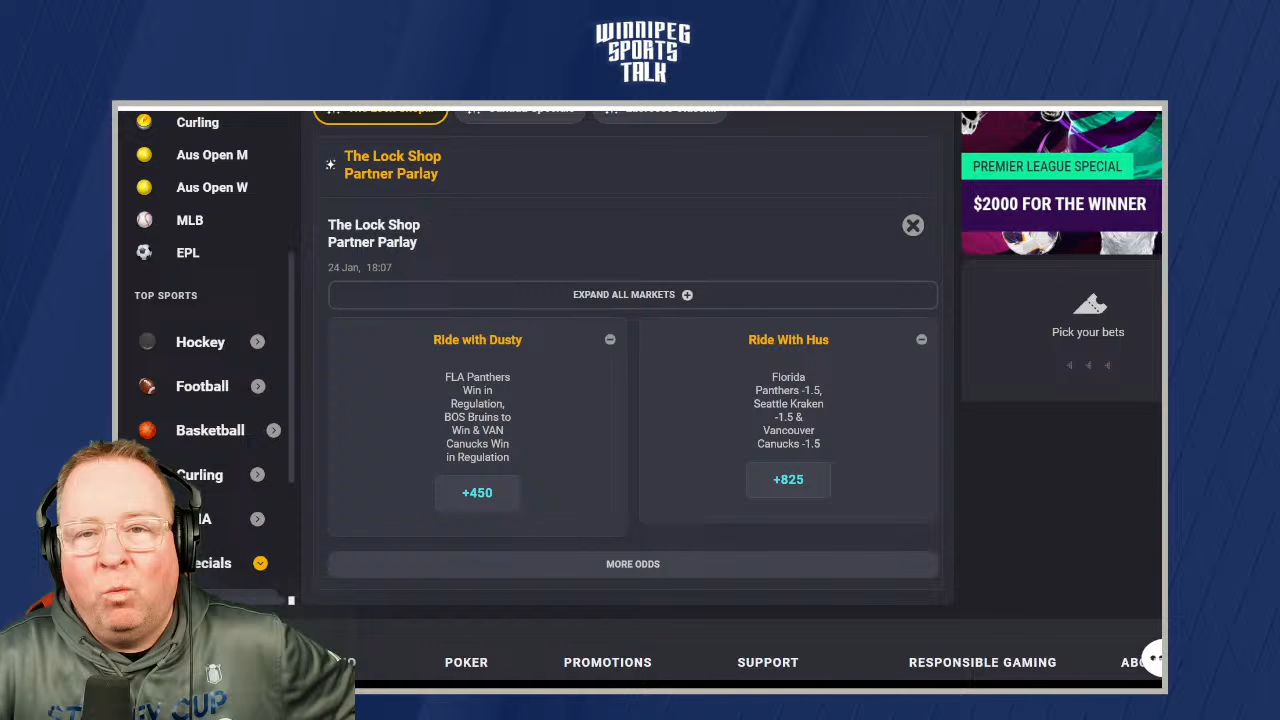 WINNIPEG
SPORTS
TALK
Curling
Aus Open M
Aus Open W
MLB
EPL
TOP SPORTS
Hockey
Football
Basketball
Curling
The Lock Shop
Partner Parlay
The Lock Shop
Partner Parlay
24 Jan, 18:07
EXPAND ALL MARKETS
Ride with Dusty
FLA Panthers
Win in
Regulation,
BOS Bruins to
Win & VAN
Canucks Win
in Regulation
+450
Ride With Hus
Florida
Panthers -1.5,
Seattle Kraken
-1.5 &
Vancouver
Canucks -1.5
+825
MORE ODDS
PREMIER LEAGUE SPECIAL
$2000 FOR THE WINNER
Pick your bets
POKER
PROMOTIONS
SUPPORT
RESPONSIBLE GAMING
CUP